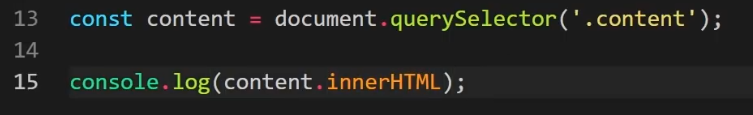 13 const content = document.querySelector('.content');
14
15 console.log(content.innerHTML);